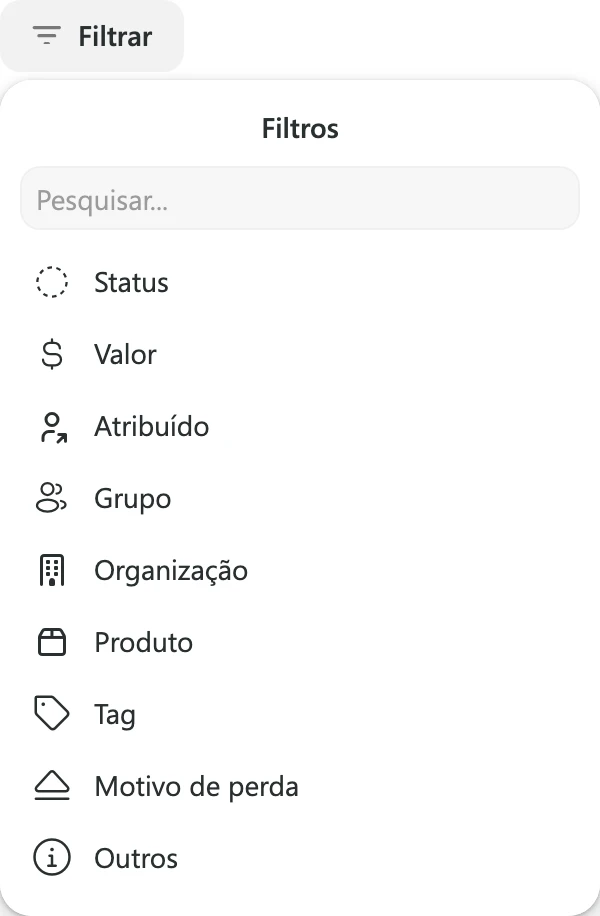 Filtrar
Filtros
Pesquisar...
Status
Valor
Atribuído
Grupo
Organização
Produto
Tag
Motivo de perda
Outros